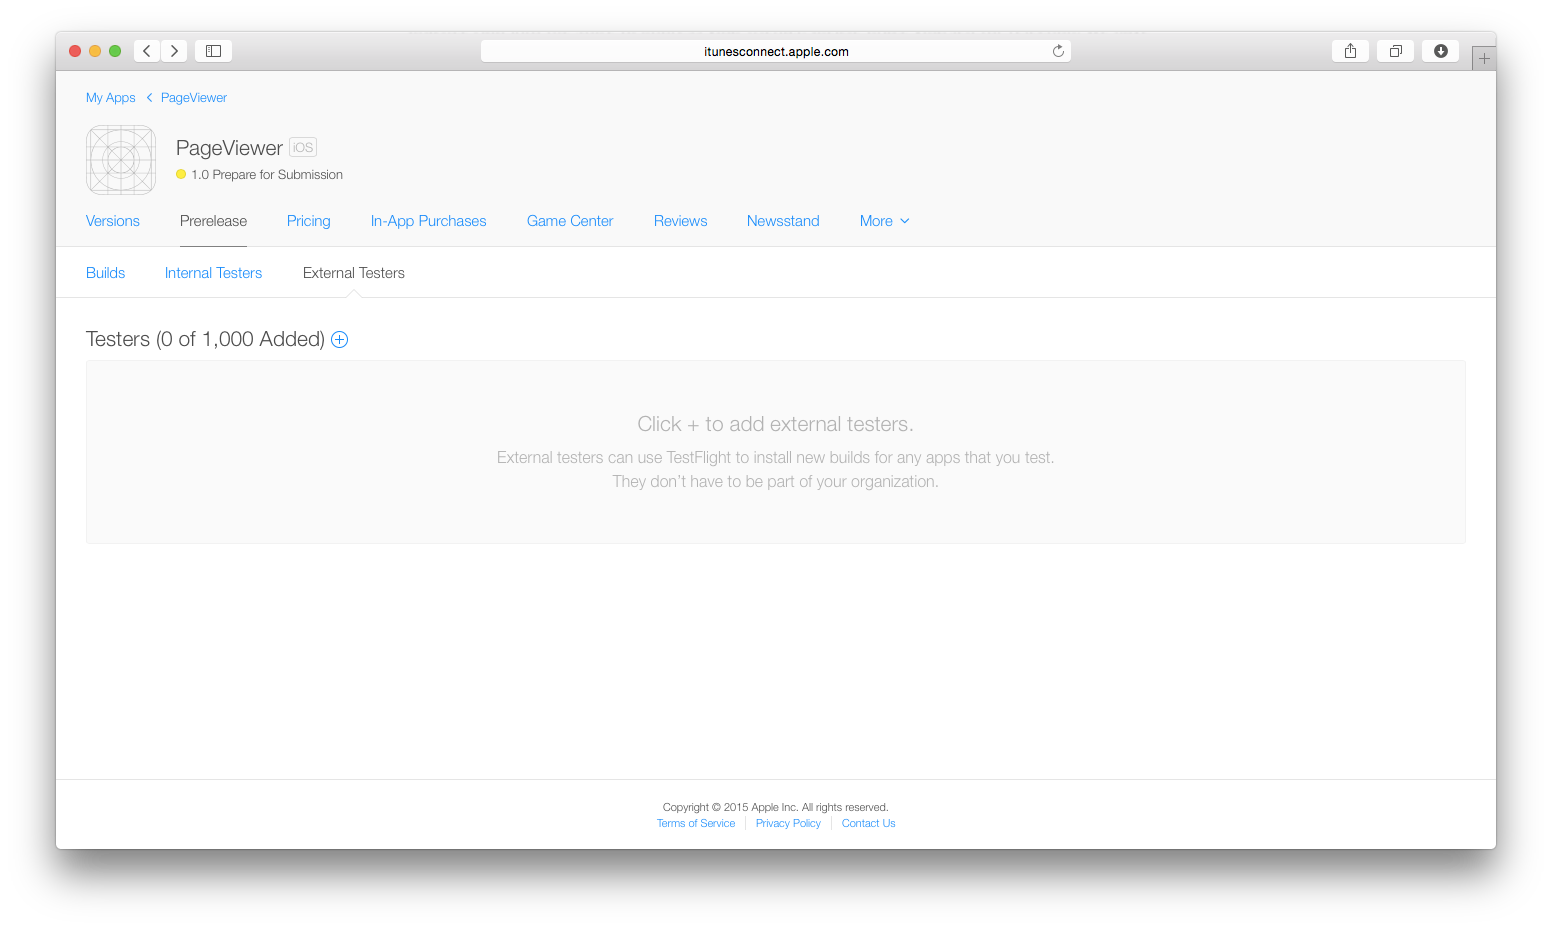 itunesconnect.apple.com
My Apps PageViewer
PageViewer iOS
1.0 Prepare for Submission
Versions Prerelease Pricing In-App Purchases Game Center Reviews Newsstand More
Builds Internal Testers External Testers
Testers (0 of 1,000 Added)
Click + to add external testers.
External testers can use TestFlight to install new builds for any apps that you test.
They don't have to be part of your organization.
Copyright © 2015 Apple Inc. All rights reserved.
Terms of Service Privacy Policy Contact Us